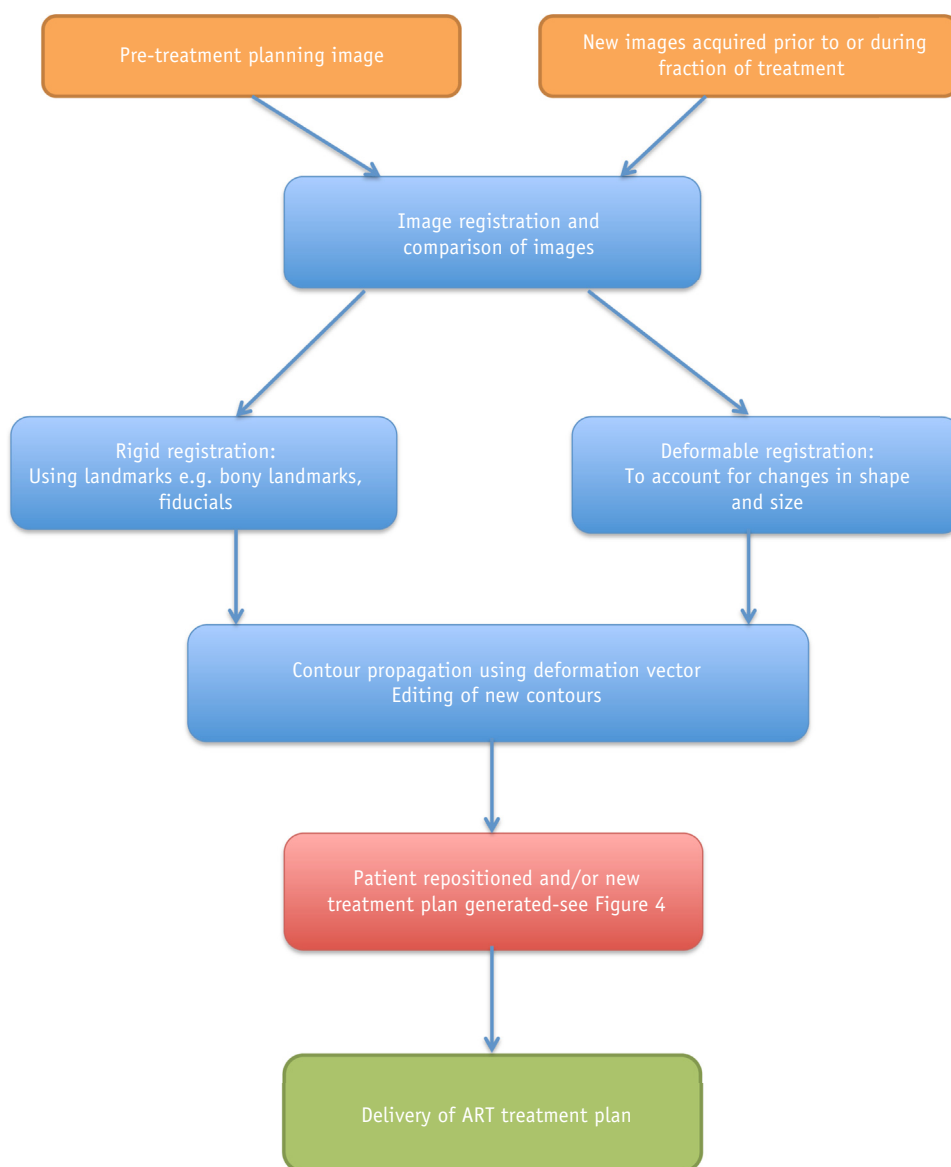 Pre-treatment planning image
New images acquired prior to or during
fraction of treatment
Image registration and
comparison of images
Rigid registration:
Using landmarks e.g. bony landmarks,
fiducials
Deformable registration:
To account for changes in shape
and size
Contour propagation using deformation vector
Editing of new contours
Patient repositioned and/or new
treatment plan generated-see Figure 4
Delivery of ART treatment plan